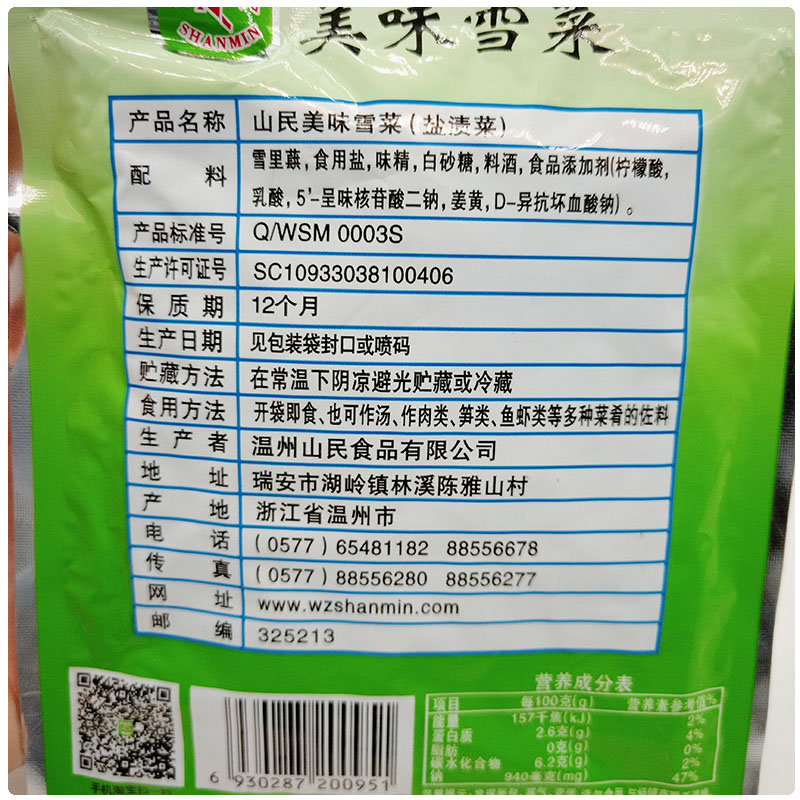 SHANMIN
美味雪菜
产品名称 山民美味雪菜(盐渍菜)
配料 雪里蕻,食用盐,味精,白砂糖,料酒,食品添加剂(柠檬酸,
乳酸,5'-呈味核苷酸二钠,姜黄,D-异抗坏血酸钠)。
产品标准号 Q/WSM 0003S
生产许可证号 SC10933038100406
保质期 12个月
生产日期 见包装袋封口或喷码
贮藏方法 在常温下阴凉避光贮藏或冷藏
食用方法 开袋即食、也可作汤、作肉类、笋类、鱼虾类等多种菜肴的佐料
生产者 温州山民食品有限公司
地址 瑞安市湖岭镇林溪陈雅山村
产地 浙江省温州市
电话 (0577)65481182 88556678
传真 (0577)88556280 88556277
网址 www.wzshanmin.com
邮编 325213
营养成分表
项目 每100克(g) 营养素参考值%
能量 157千焦(kJ) 2%
蛋白质 2.6克(g) 4%
脂肪 0克(g) 0%
碳水化合物 6.2克(g) 2%
钠 940毫克(mg) 47%
6 930287 200951